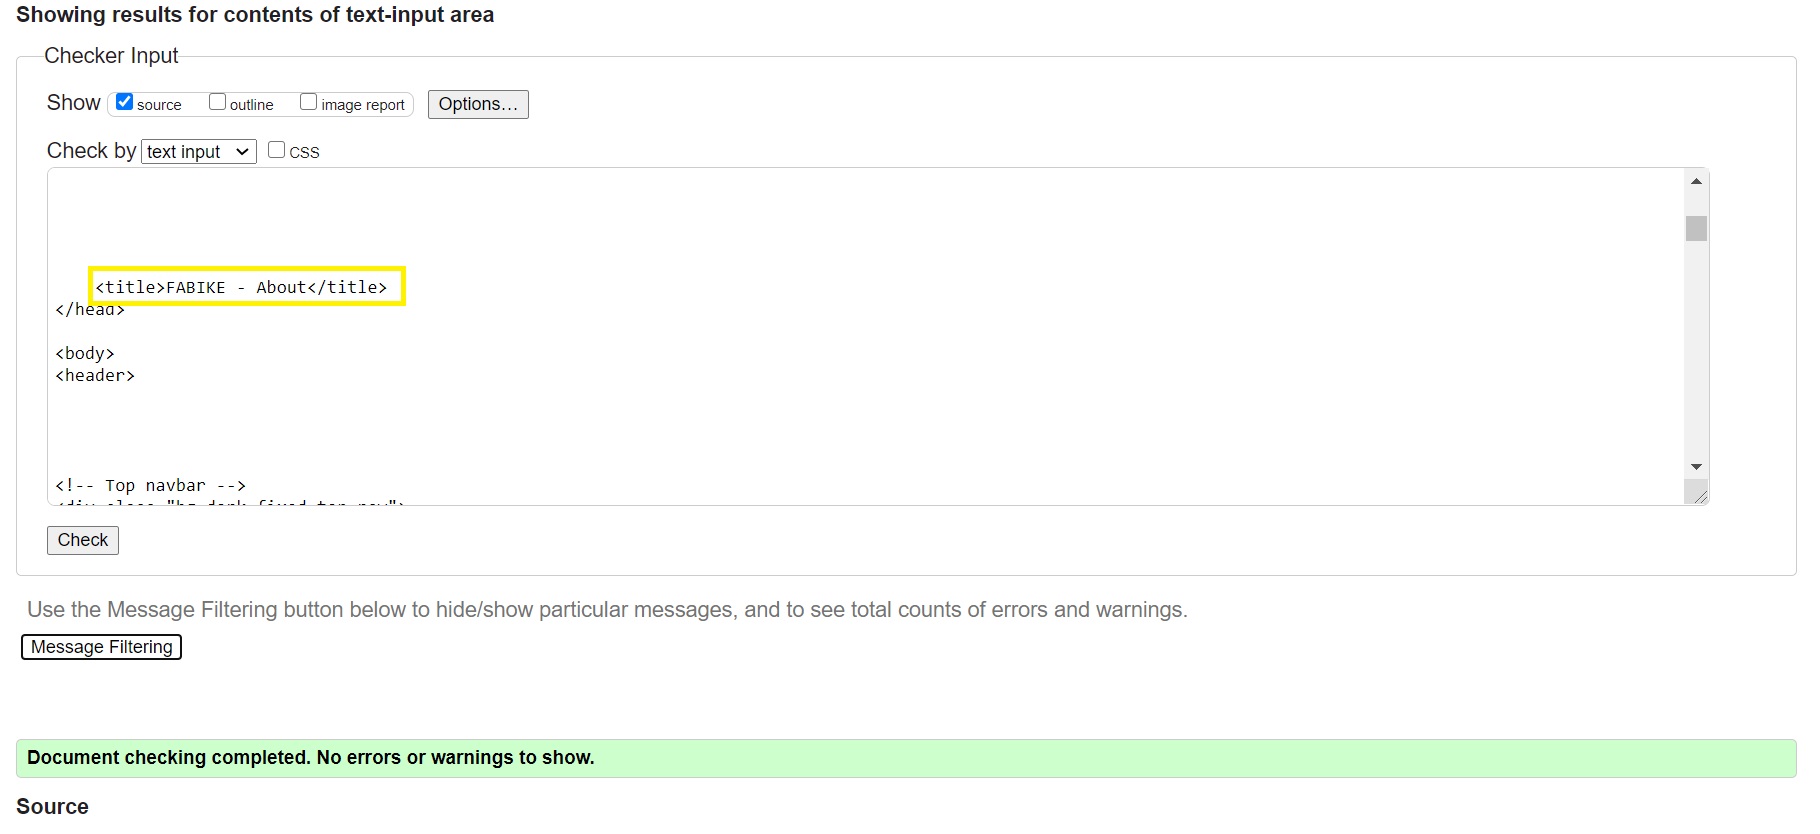 Showing results for contents of text-input area
Checker Input
Show source outline image report Options...
Check by text input CSS
<title>FABIKE - About</title>
</head>
<body>
<header>
<!-- Top navbar -->
Check
Use the Message Filtering button below to hide/show particular messages, and to see total counts of errors and warnings.
Message Filtering
Document checking completed. No errors or warnings to show.
Source